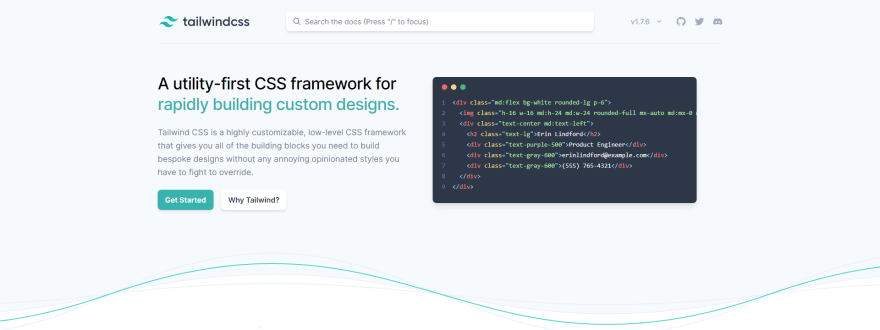 tailwindcss
Search the docs (Press "/" to focus)
v1.7.6
A utility-first CSS framework for
rapidly building custom designs.
Tailwind CSS is a highly customizable, low-level CSS framework
that gives you all of the building blocks you need to build
bespoke designs without any annoying opinionated styles you
have to fight to override.
Get Started
Why Tailwind?
1 <div class="md:flex bg-white rounded-lg p-6">
2 <img class="h-16 w-16 md:h-24 md:w-24 rounded-full mx-auto md:mx-0
3 <div class="text-center md:text-left">
4 <h2 class="text-lg">Erin Lindford</h2>
5 <div class="text-purple-500">Product Engineer</div>
6 <div class="text-gray-600">erinlindford@example.com</div>
7 <div class="text-gray-600">(555) 765-4321</div>
8 </div>
9 </div>